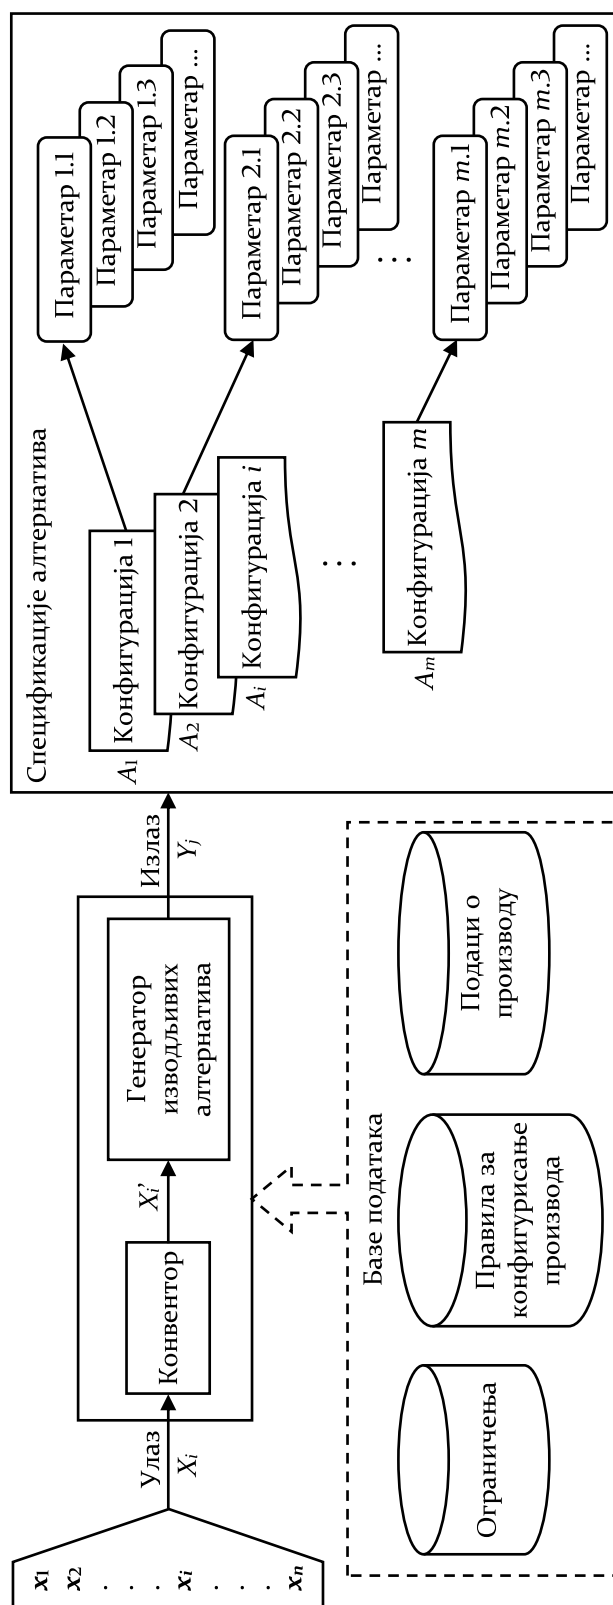 x1
x2
.
.
.
xi
.
.
.
xn
Улаз
Xi
Конвентор
Xi’
Генератор
изводљивих
алтернатива
Излаз
Yj
Базе података
Ограничења
Правила за
конфигурисање
производа
Подаци о
производу
Спецификације алтернатива
Конфигурација 1
A1
Конфигурација 2
A2
Конфигурација i
Ai
. . .
Конфигурација m
Am
Параметар 1.1
Параметар 1.2
Параметар 1.3
Параметар ...
Параметар 2.1
Параметар 2.2
Параметар 2.3
Параметар ...
. . .
Параметар m.1
Параметар m.2
Параметар m.3
Параметар ...